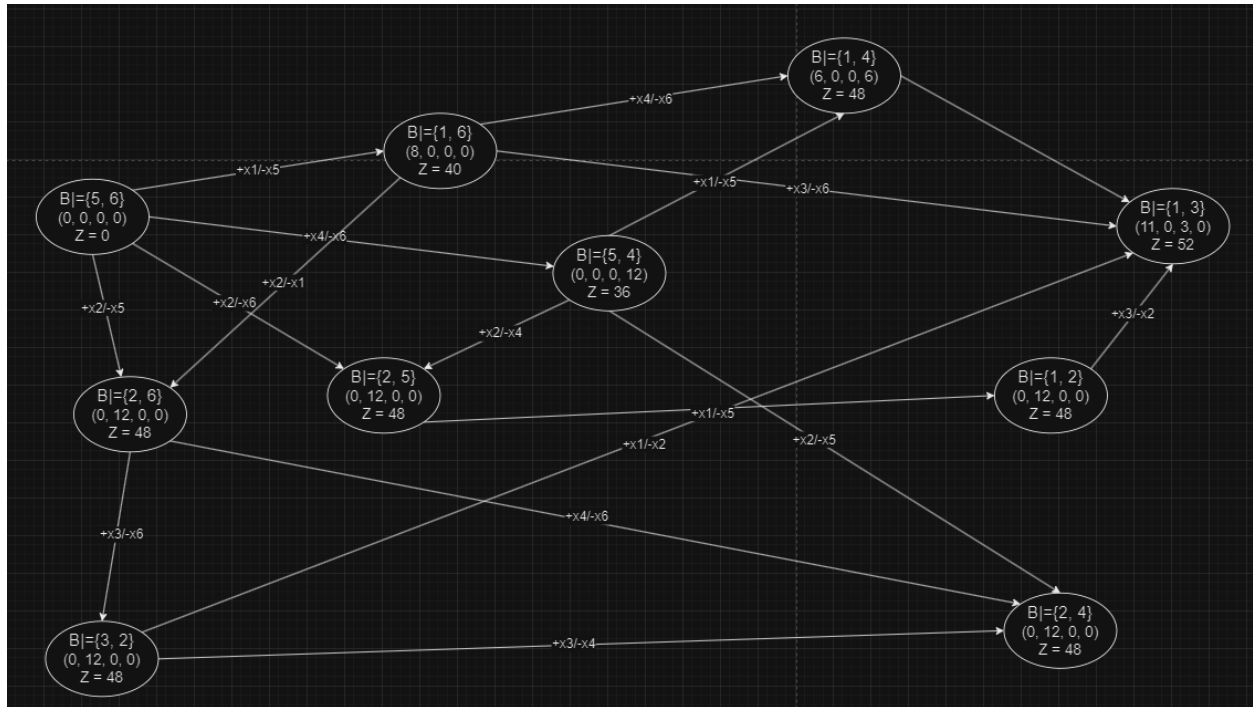 B|={1, 4}
(6, 0, 0, 6)
Z = 48
+x4/-x6
B|={1, 6}
(8, 0, 0, 0)
Z = 40
+x1/-x5
+x1/-x5
+x3/-x6
B|={5, 6}
(0, 0, 0, 0)
Z = 0
B|={1, 3}
(11, 0, 3, 0)
Z = 52
+x4/-x6
B|={5, 4}
(0, 0, 0, 12)
Z = 36
+x2/-x1
+x2/-x5
+x2/-x6
+x3/-x2
+x2/-x4
B|={2, 5}
(0, 12, 0, 0)
Z = 48
B|={1, 2}
(0, 12, 0, 0)
Z = 48
B|={2, 6}
(0, 12, 0, 0)
Z = 48
+x1/-x5
+x1/-x2
+x2/-x5
+x4/-x6
+x3/-x6
B|={3, 2}
(0, 12, 0, 0)
Z = 48
+x3/-x4
B|={2, 4}
(0, 12, 0, 0)
Z = 48